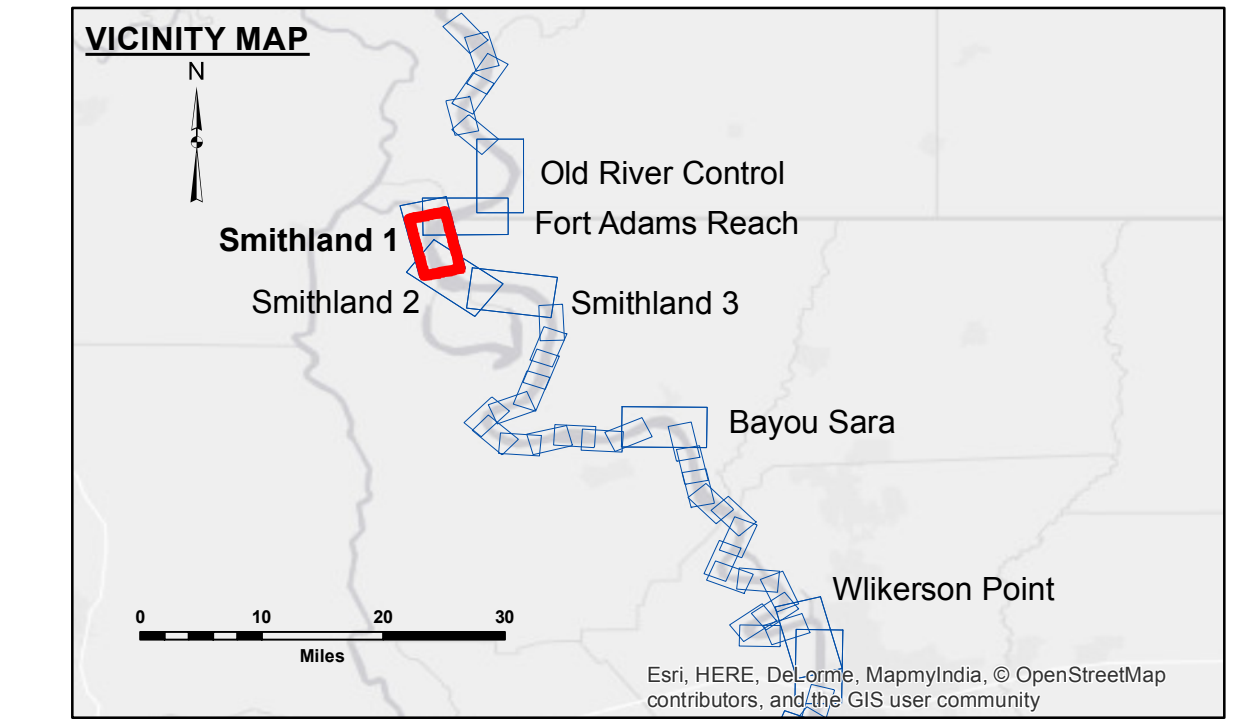 VICINITY MAP
N
Old River Control
Fort Adams Reach
Smithland 1
Smithland 2
Smithland 3
Bayou Sara
Wlikerson Point
0 10 20 30
Miles
Esri, HERE, DeLorme, MapmyIndia, © OpenStreetMap
contributors, and the GIS user community